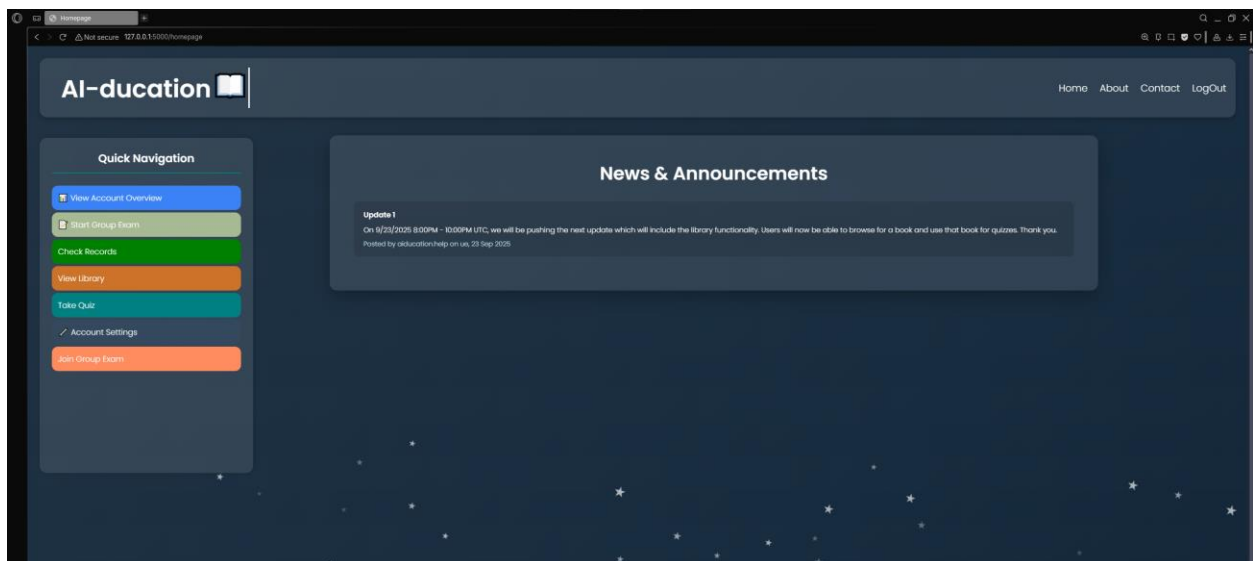 Homepage
Not secure 127.0.0.1:5000/homepage
AI-ducation
Home About Contact LogOut
Quick Navigation
View Account Overview
Start Group Exam
Check Records
View Library
Take Quiz
Account Settings
Join Group Exam
News & Announcements
Update 1
On 9/23/2025 8:00PM - 10:00PM UTC, we will be pushing the next update which will include the library functionality. Users will now be able to browse for a book and use that book for quizzes. Thank you.
Posted by aiducation.help on ue, 23 Sep 2025